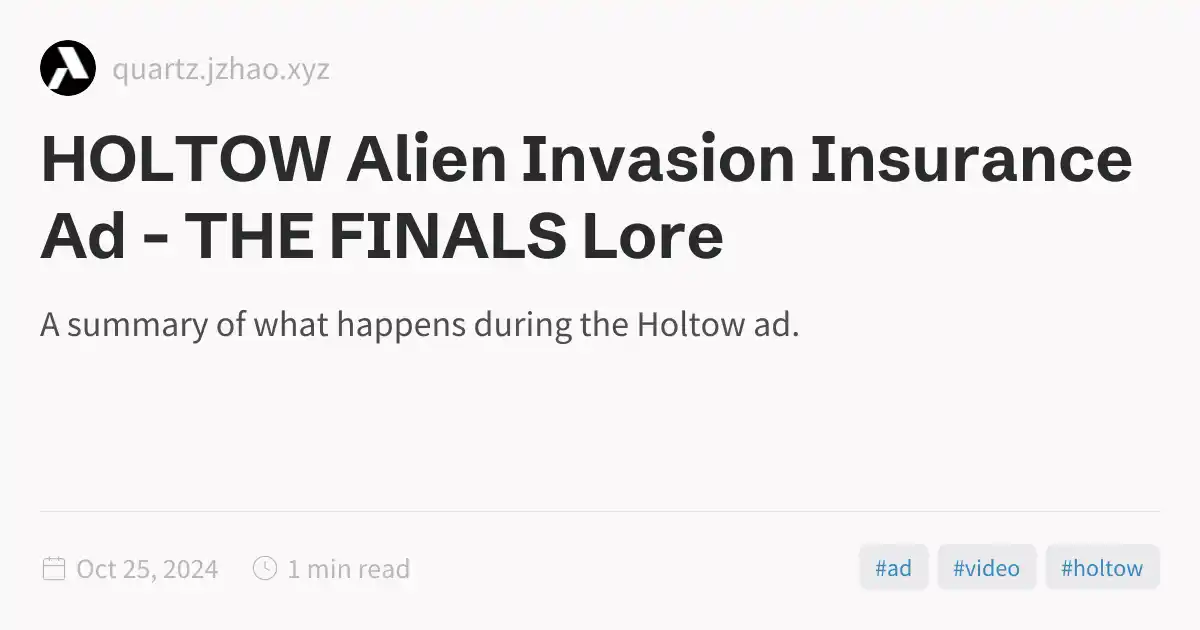 quartz.jzhao.xyz
HOLTOW Alien Invasion Insurance
Ad - THE FINALS Lore
A summary of what happens during the Holtow ad.
Oct 25, 2024 1 min read #ad #video #holtow